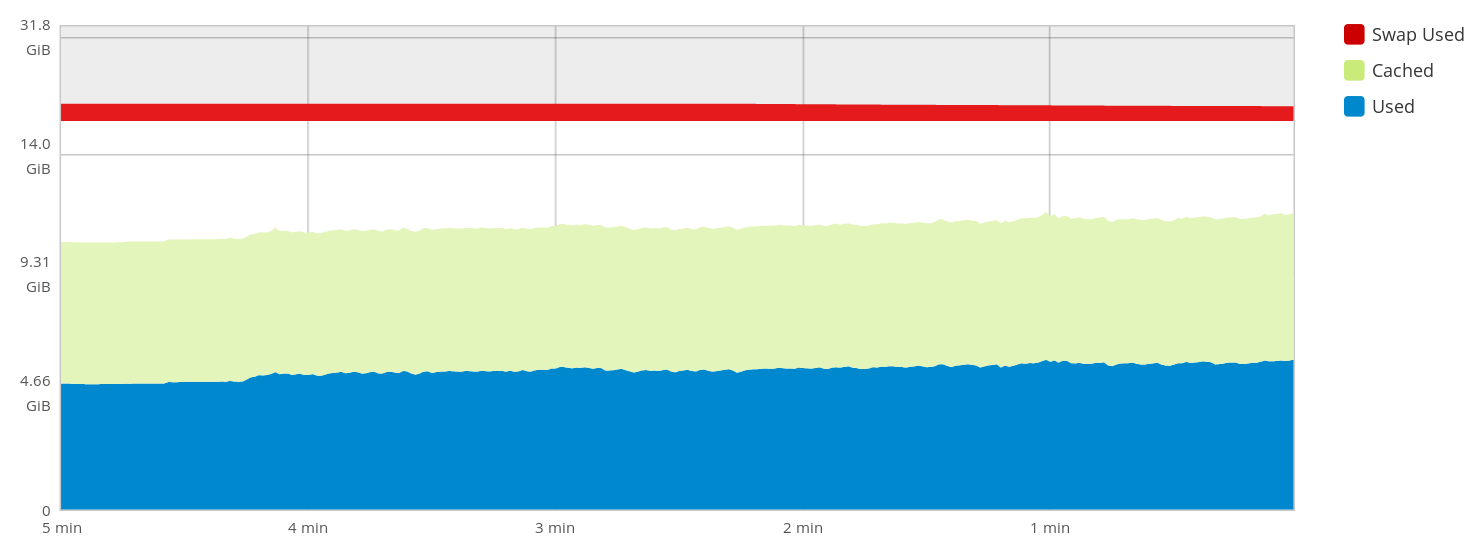 31.8
GiB
14.0
GiB
9.31
GiB
4.66
GiB
0
5 min
4 min
3 min
2 min
1 min
Swap Used
Cached
Used